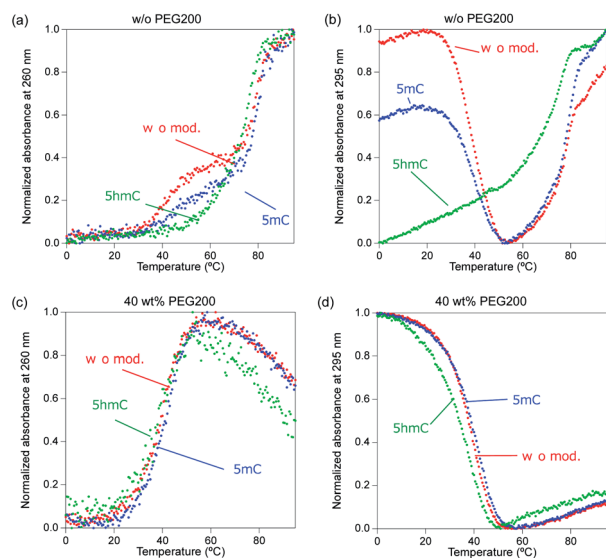 (a) w/o PEG200
Normalized absorbance at 260 nm
1.0
0.8
0.6
0.4
0.2
0.0
w o mod.
5hmC
5mC
0 20 40 60 80
Temperature (ºC)
(b) w/o PEG200
Normalized absorbance at 295 nm
1.0
0.8
0.6
0.4
0.2
0.0
w o mod.
5mC
5hmC
0 20 40 60 80
Temperature (ºC)
(c) 40 wt% PEG200
Normalized absorbance at 260 nm
1.0
0.8
0.6
0.4
0.2
0.0
w o mod.
5hmC
5mC
0 20 40 60 80
Temperature (ºC)
(d) 40 wt% PEG200
Normalized absorbance at 295 nm
1.0
0.8
0.6
0.4
0.2
0.0
5mC
5hmC
w o mod.
0 20 40 60 80
Temperature (ºC)